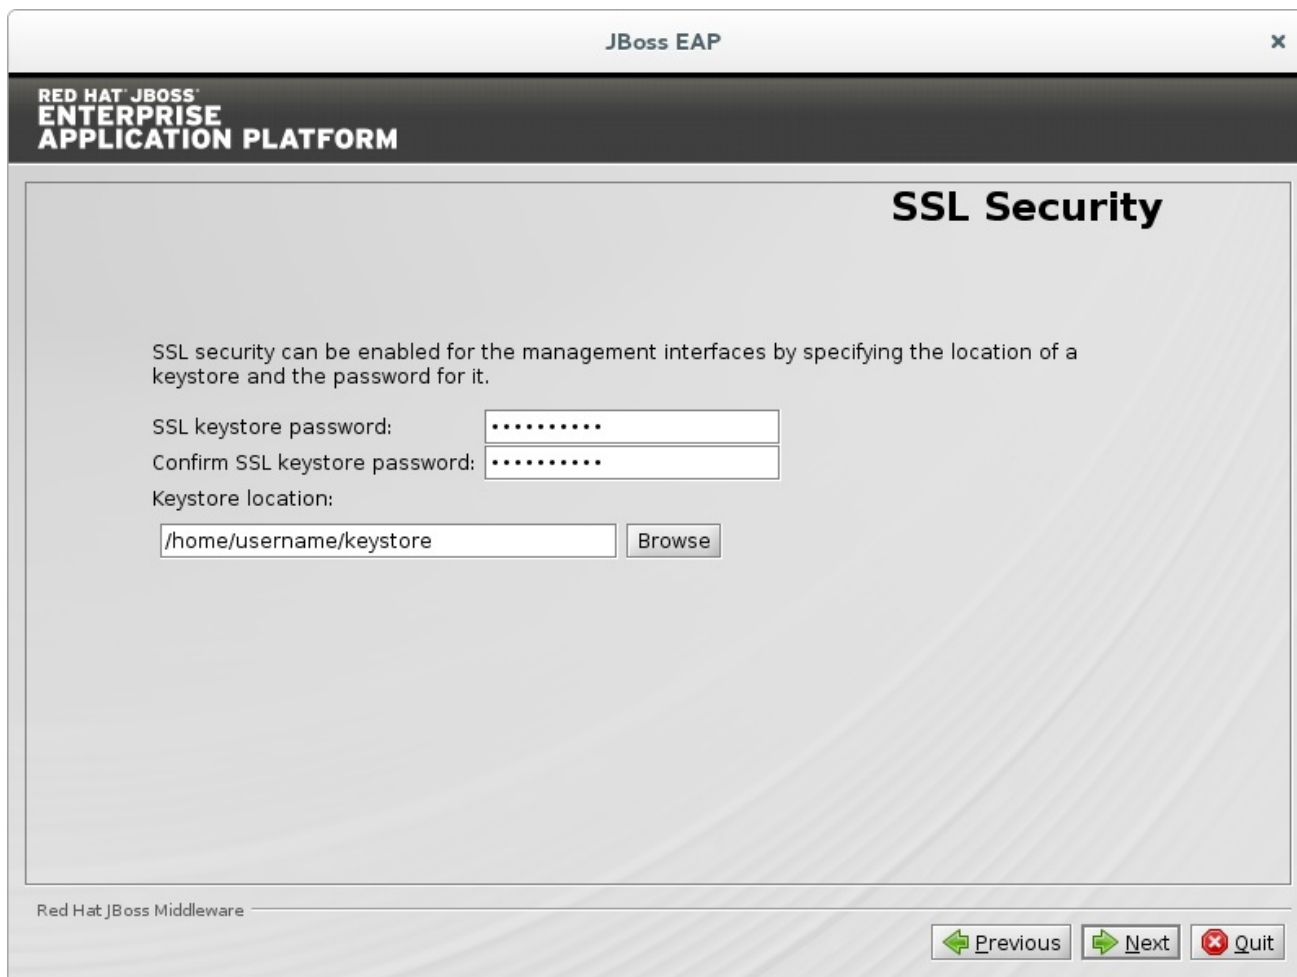 JBoss EAP
RED HAT JBOSS
ENTERPRISE
APPLICATION PLATFORM
SSL Security
SSL security can be enabled for the management interfaces by specifying the location of a
keystore and the password for it.
SSL keystore password: ••••••••••
Confirm SSL keystore password: ••••••••••
Keystore location:
/home/username/keystore Browse
Red Hat JBoss Middleware
Previous Next Quit